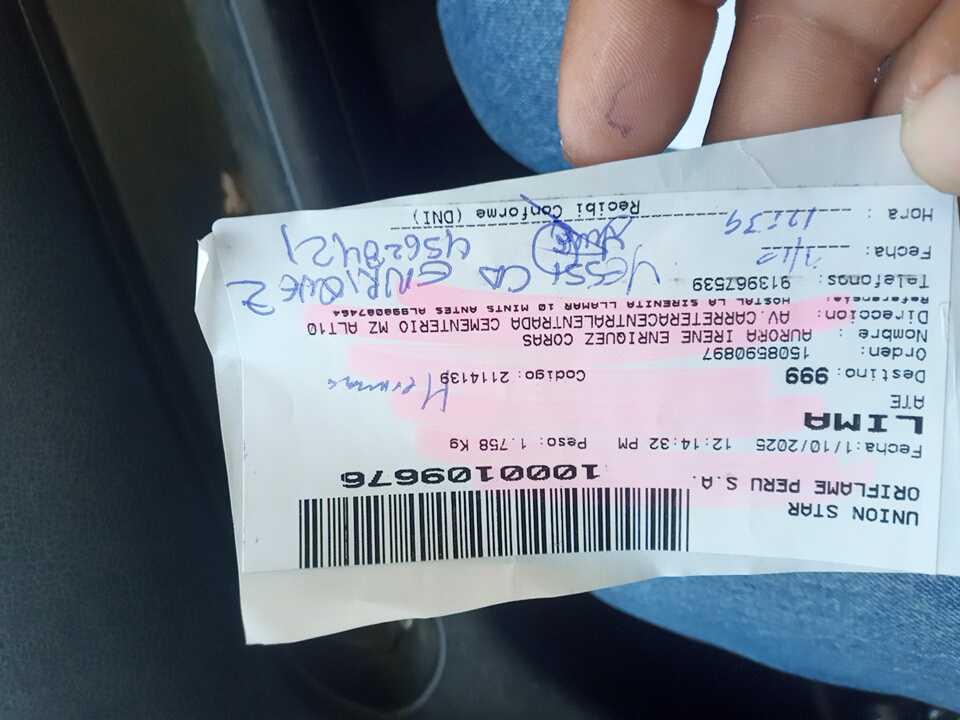 UNION STAR
ORIFLAME PERU S.A.
1000109676
Fecha:1/10/2025 12:14:32 PM Peso: 1.758 Kg
LIMA
ATE
Destino: 999 Codigo: 2114139
Hermana
Orden: 1508590897
Nombre : AURORA IRENE ENRIQUEZ CORAS
Direccion: AV.CARRETERACENTRALENTRADA CEMENTERIO MZ ALT10
Referencia: HOSTAL LA SIRENITA LLAMAR 10 MINTS ANTES AL998087464
Telefonos 913967539
YESSICA ENRIQUEZ
45628421
Fecha :
Hora : 12:39
Recibi Conforme (DNI)